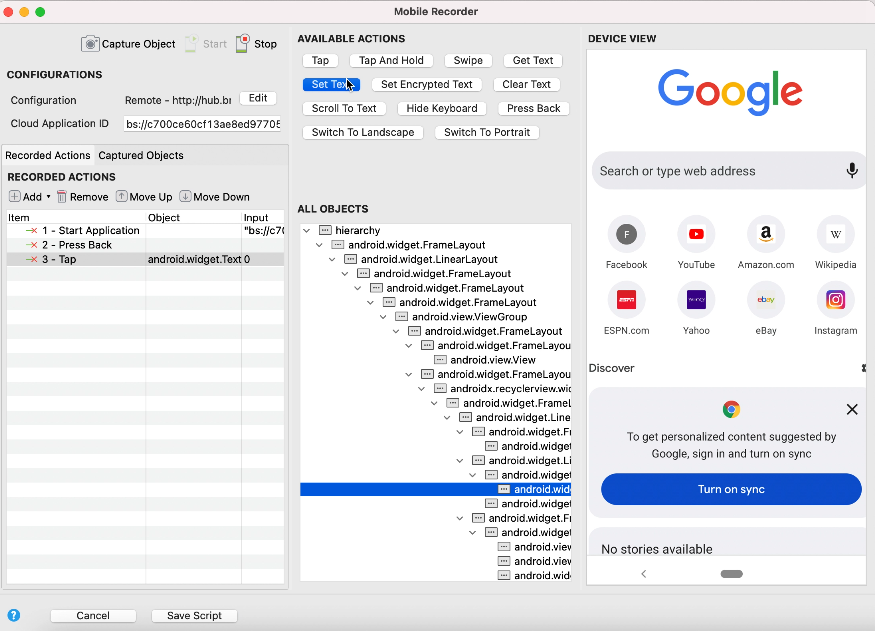 Mobile Recorder
Capture Object
Start
Stop
CONFIGURATIONS
Configuration
Remote - http://hub.br
Edit
Cloud Application ID
bs://c700ce60cf13ae8ed97705
Recorded Actions
Captured Objects
RECORDED ACTIONS
Add
Remove
Move Up
Move Down
Item
Object
Input
1 - Start Application
"bs://c70
2 - Press Back
3 - Tap
android.widget.Text
0
Cancel
Save Script
AVAILABLE ACTIONS
Tap
Tap And Hold
Swipe
Get Text
Set Text
Set Encrypted Text
Clear Text
Scroll To Text
Hide Keyboard
Press Back
Switch To Landscape
Switch To Portrait
ALL OBJECTS
hierarchy
android.widget.FrameLayout
android.widget.LinearLayout
android.widget.FrameLayout
android.widget.FrameLayout
android.widget.FrameLayout
android.view.ViewGroup
android.widget.FrameLayout
android.widget.FrameLayou
android.view.View
android.widget.FrameLayou
androidx.recyclerview.wid
android.widget.FrameL
android.widget.Line
android.widget.Fr
android.widget
android.widget.Li
android.widget
android.wid
android.widget
android.widget.Fr
android.widget
android.view
android.view
android.wid
DEVICE VIEW
Google
Search or type web address
F
a
W
Facebook
YouTube
Amazon.com
Wikipedia
ESPN
YAHOO!
ebay
ESPN.com
Yahoo
eBay
Instagram
Discover
To get personalized content suggested by
Google, sign in and turn on sync
Turn on sync
No stories available